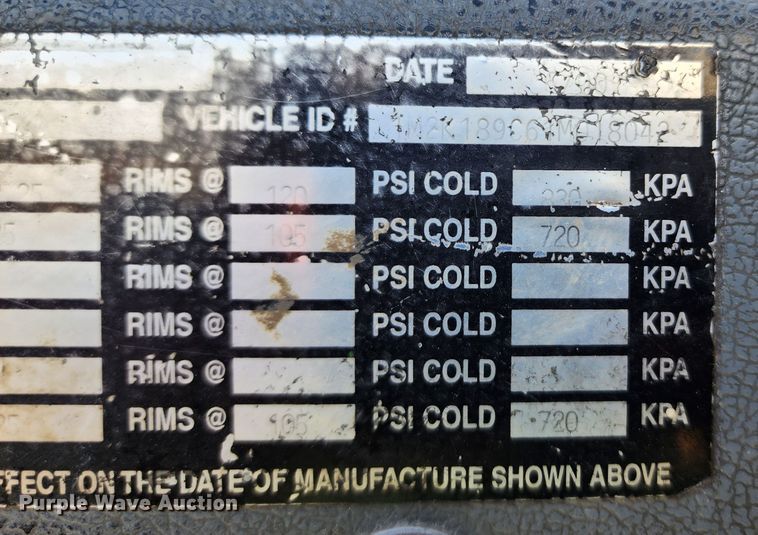 DATE
VEHICLE ID #
RIMS @ 120 PSI COLD 830 KPA
RIMS @ 105 PSI COLD 720 KPA
RIMS @ PSI COLD KPA
RIMS @ PSI COLD KPA
RIMS @ PSI COLD KPA
RIMS @ 105 PSI COLD 720 KPA
FFECT ON THE DATE OF MANUFACTURE SHOWN ABOVE
Purple Wave Auction